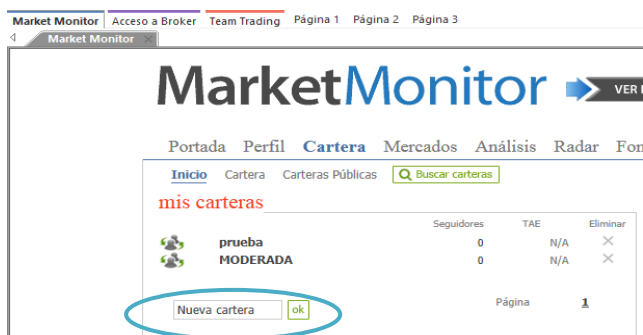 Market Monitor Acceso a Broker Team Trading Página 1 Página 2 Página 3
Market Monitor
MarketMonitor VER
Portada Perfil Cartera Mercados Análisis Radar
Inicio Cartera Carteras Públicas Buscar carteras
mis carteras
Seguidores TAE Eliminar
prueba 0 N/A
MODERADA 0 N/A
Nueva cartera ok Página 1